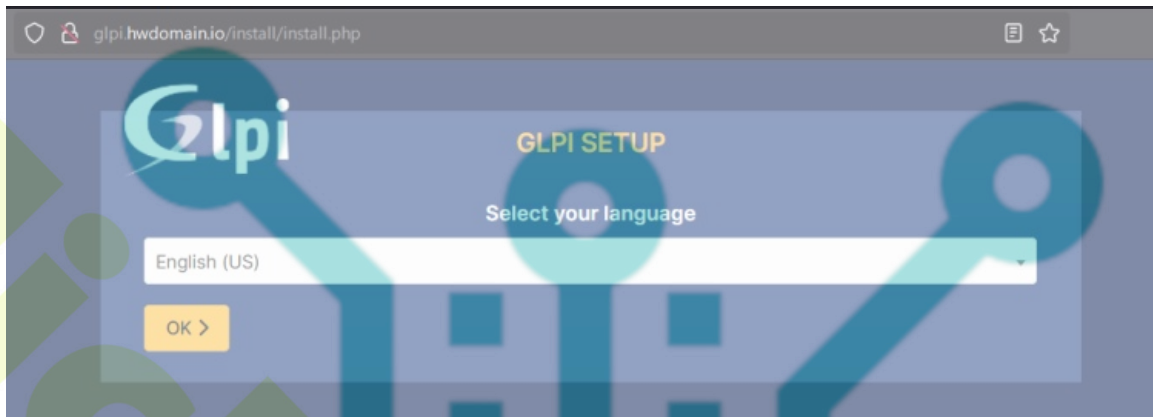 glpi.hwdomain.io/install/install.php
Glpi
GLPI SETUP
Select your language
English (US)
OK >